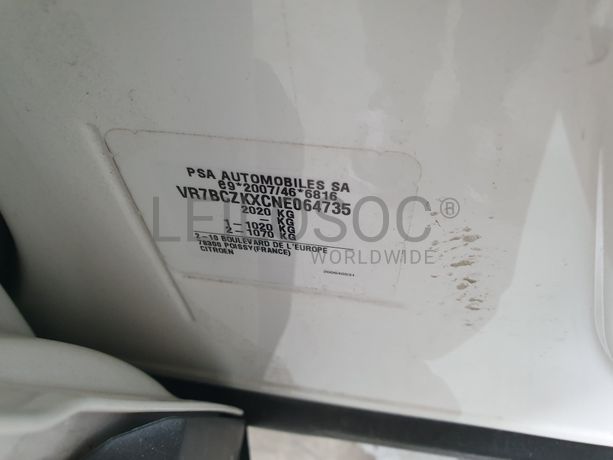 PSA AUTOMOBILES SA
e9*2007/46*6816
VR7BCZKXCNE064735
2020 KG
– KG
1 – 1020 KG
2 – 1070 KG
2–10 BOULEVARD DE L'EUROPE
78300 POISSY(FRANCE)
CITROEN
LEILOSOC®
WORLDWIDE